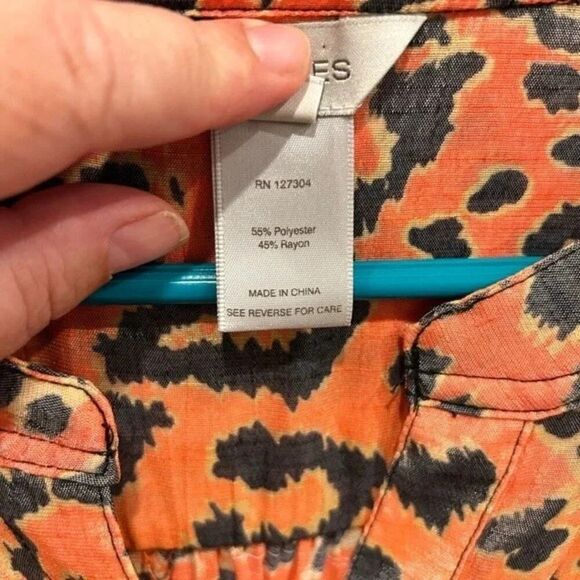 ES
RN 127304
55% Polyester
45% Rayon
MADE IN CHINA
SEE REVERSE FOR CARE